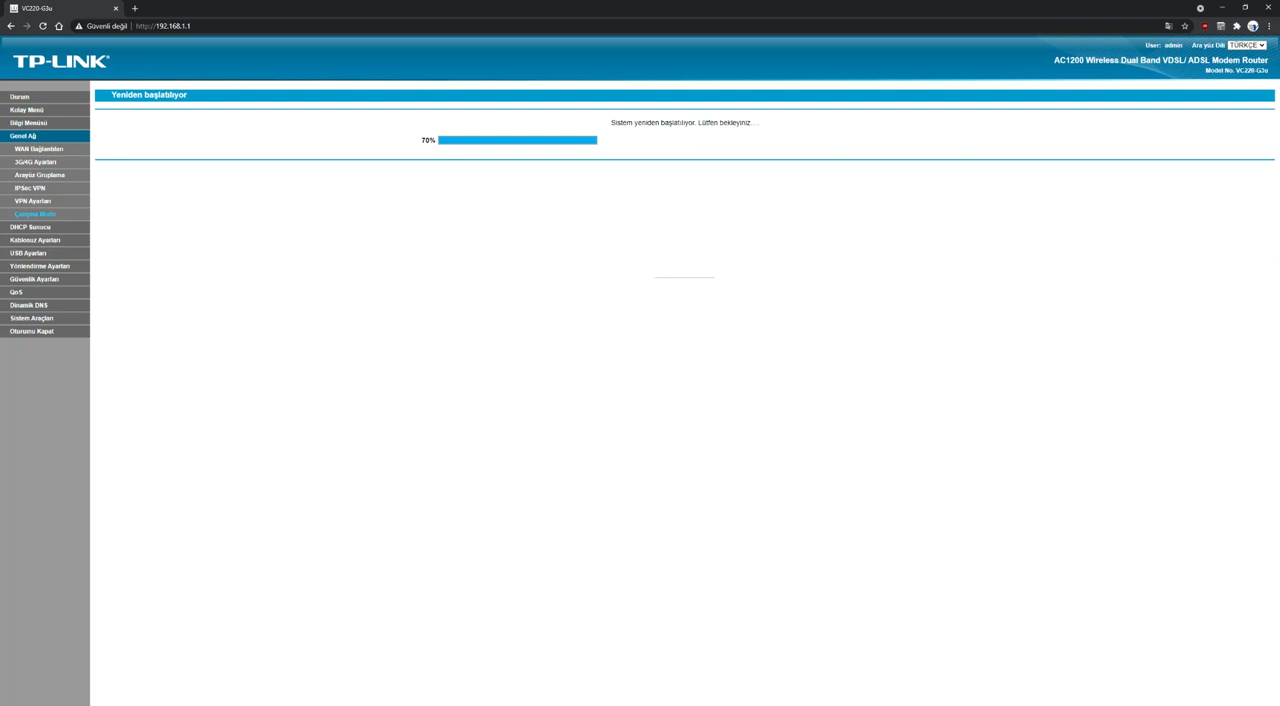 VC220-G3u
Güvenli değil
http://192.168.1.1
User: admin
Ara yüz Dili TÜRKÇE
TP-LINK®
AC1200 Wireless Dual Band VDSL/ ADSL Modem Router
Model No. VC220-G3u
Durum
Kolay Menü
Bilgi Menüsü
Genel Ağ
WAN Bağlantıları
3G/4G Ayarları
Arayüz Gruplama
IPSec VPN
VPN Ayarları
Çalışma Modu
DHCP Sunucu
Kablosuz Ayarları
USB Ayarları
Yönlendirme Ayarları
Güvenlik Ayarları
QoS
Dinamik DNS
Sistem Araçları
Oturumu Kapat
Yeniden başlatılıyor
Sistem yeniden başlatılıyor. Lütfen bekleyiniz....
70%